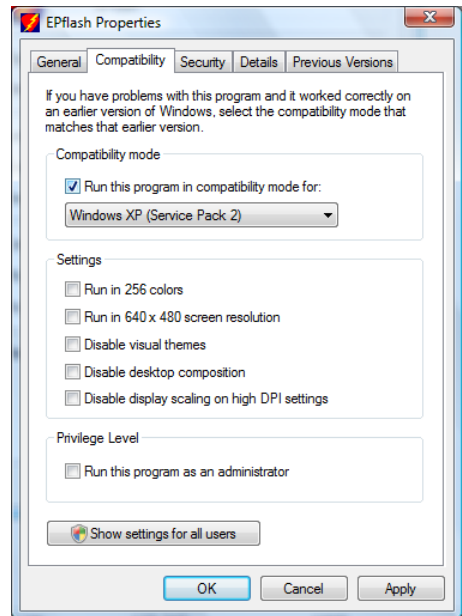 EPflash Properties
General Compatibility Security Details Previous Versions
If you have problems with this program and it worked correctly on
an earlier version of Windows, select the compatibility mode that
matches that earlier version.
Compatibility mode
Run this program in compatibility mode for:
Windows XP (Service Pack 2)
Settings
Run in 256 colors
Run in 640 x 480 screen resolution
Disable visual themes
Disable desktop composition
Disable display scaling on high DPI settings
Privilege Level
Run this program as an administrator
Show settings for all users
OK Cancel Apply